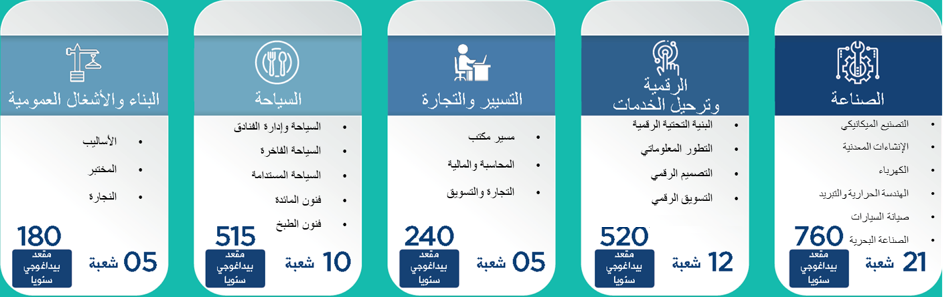 الصناعة
التصنيع الميكانيكي
الإنشاءات المعدنية
الكهرباء
الهندسة الحرارية والتبريد
صيانة السيارات
الصناعة البحرية
760
مقعد
بيداغوجي
سنويا
21 شعبة
الرقمية
وترحيل الخدمات
البنية التحتية الرقمية
التطور المعلوماتي
التصميم الرقمي
التسويق الرقمي
520
مقعد
بيداغوجي
سنويا
12 شعبة
التسيير والتجارة
مسير مكتب
المحاسبة والمالية
التجارة والتسويق
240
مقعد
بيداغوجي
سنويا
05 شعبة
السياحة
السياحة وإدارة الفنادق
السياحة الفاخرة
السياحة المستدامة
فنون المائدة
فنون الطبخ
515
مقعد
بيداغوجي
سنويا
10 شعبة
البناء والأشغال العمومية
الأساليب
المختبر
النجارة
180
مقعد
بيداغوجي
سنويا
05 شعبة